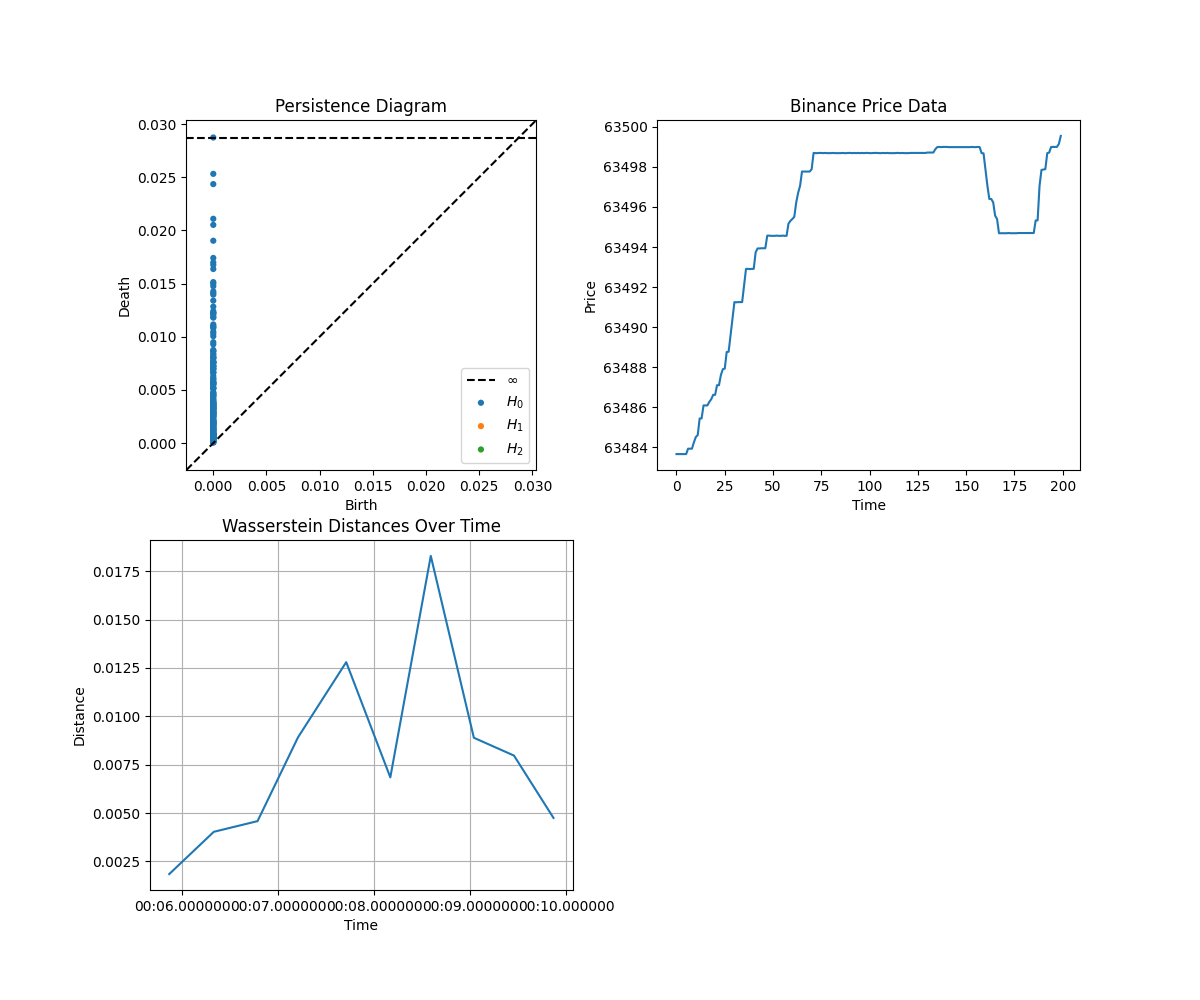 Persistence Diagram
0.030
0.025
0.020
0.015
0.010
0.005
0.000
Death
∞
H₀
H₁
H₂
0.000 0.005 0.010 0.015 0.020 0.025 0.030
Birth
Binance Price Data
63500
63498
63496
63494
63492
63490
63488
63486
63484
Price
0 25 50 75 100 125 150 175 200
Time
Wasserstein Distances Over Time
0.0175
0.0150
0.0125
0.0100
0.0075
0.0050
0.0025
Distance
00:06.000000 00:07.000000 00:08.000000 00:09.000000 00:10.000000
Time